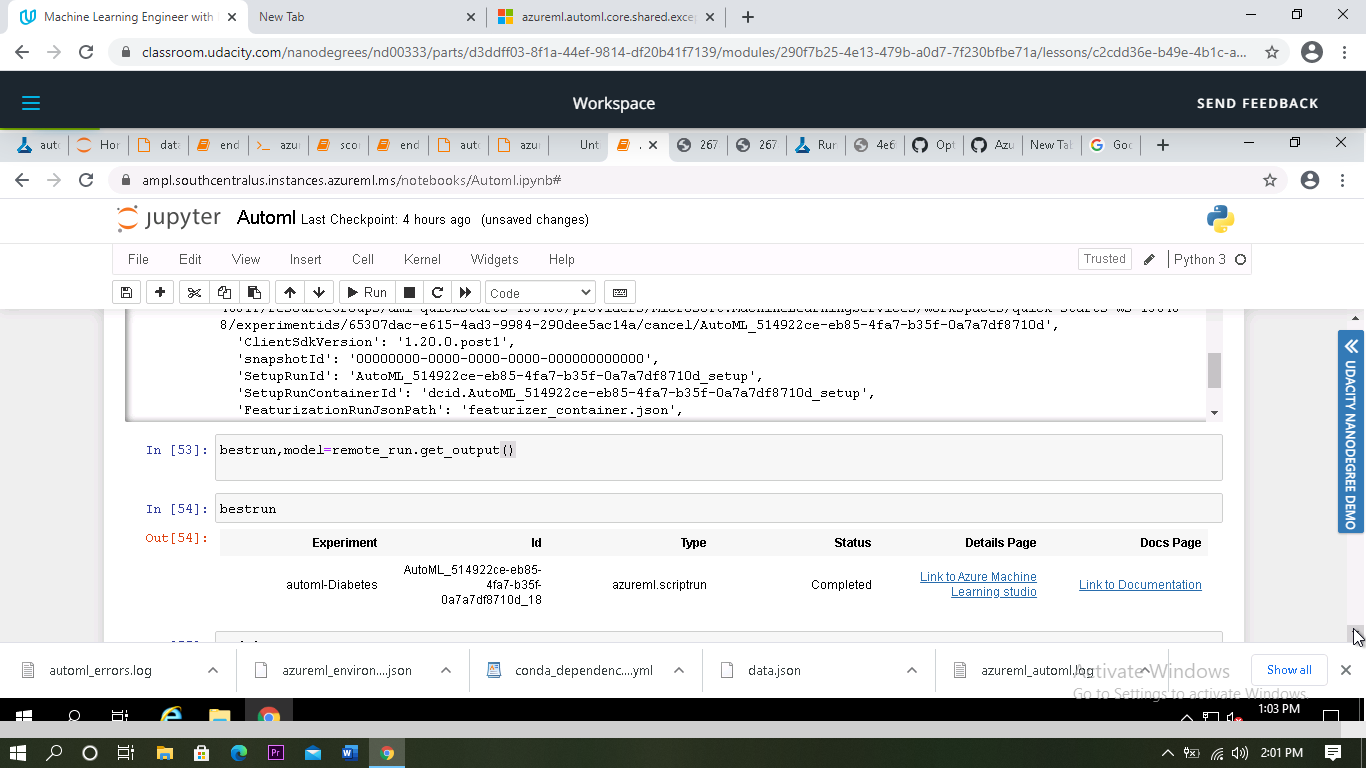 Machine Learning Engineer with
New Tab
azureml.automl.core.shared.exce
classroom.udacity.com/nanodegrees/nd00333/parts/d3ddff03-8f1a-44ef-9814-df20b41f7139/modules/290f7b25-4e13-479b-a0d7-7f230bfbe71a/lessons/c2cdd36e-b49e-4b1c-a...
Workspace
SEND FEEDBACK
auto
Hor
data
end
azu
sco
end
auto
azu
Unt
267
267
Run
4e6
Opt
Azu
New Tab
Goo
ampl.southcentralus.instances.azureml.ms/notebooks/Automl.ipynb#
jupyter Automl Last Checkpoint: 4 hours ago (unsaved changes)
File Edit View Insert Cell Kernel Widgets Help
Trusted
Python 3
Run
Code
8/experimentids/65307dac-e615-4ad3-9984-290dee5ac14a/cancel/AutoML_514922ce-eb85-4fa7-b35f-0a7a7df8710d',
'ClientSdkVersion': '1.20.0.post1',
'snapshotId': '00000000-0000-0000-0000-000000000000',
'SetupRunId': 'AutoML_514922ce-eb85-4fa7-b35f-0a7a7df8710d_setup',
'SetupRunContainerId': 'dcid.AutoML_514922ce-eb85-4fa7-b35f-0a7a7df8710d_setup',
'FeaturizationRunJsonPath': 'featurizer_container.json',
In [53]: bestrun,model=remote_run.get_output()
In [54]: bestrun
Out[54]:
Experiment Id Type Status Details Page Docs Page
automl-Diabetes
AutoML_514922ce-eb85-
4fa7-b35f-
0a7a7df8710d_18
azureml.scriptrun
Completed
Link to Azure Machine
Learning studio
Link to Documentation
« UDACITY NANODEGREE DEMO
automl_errors.log
azureml_environ....json
conda_dependenc....yml
data.json
azureml_automl.log
Show all
Activate Windows
Go to Settings to activate Windows.
1:03 PM
2:01 PM